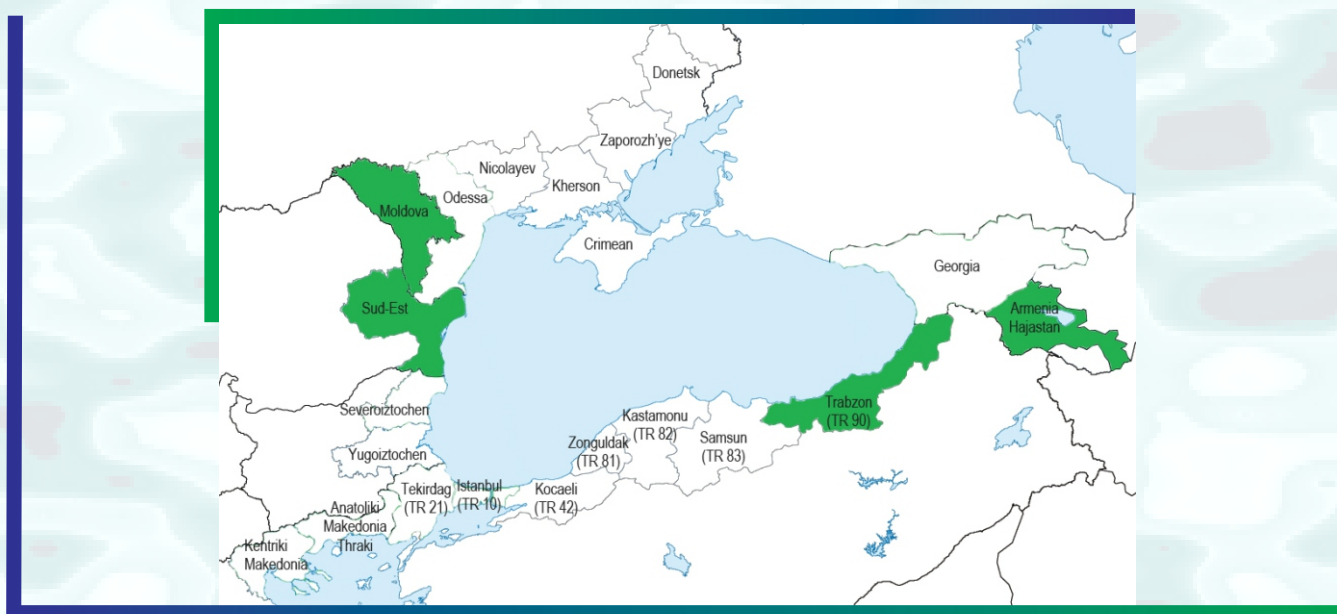 Donetsk
Zaporozh'ye
Nicolayev
Kherson
Odessa
Moldova
Crimean
Georgia
Sud-Est
Armenia
Hajastan
Severoiztochen
Yugoiztochen
Trabzon
(TR 90)
Kastamonu
(TR 82)
Samsun
(TR 83)
Zonguldak
(TR 81)
Kocaeli
(TR 42)
Istanbul
(TR 10)
Tekirdag
(TR 21)
Anatoliki
Makedonia
Thraki
Kentriki
Makedonia